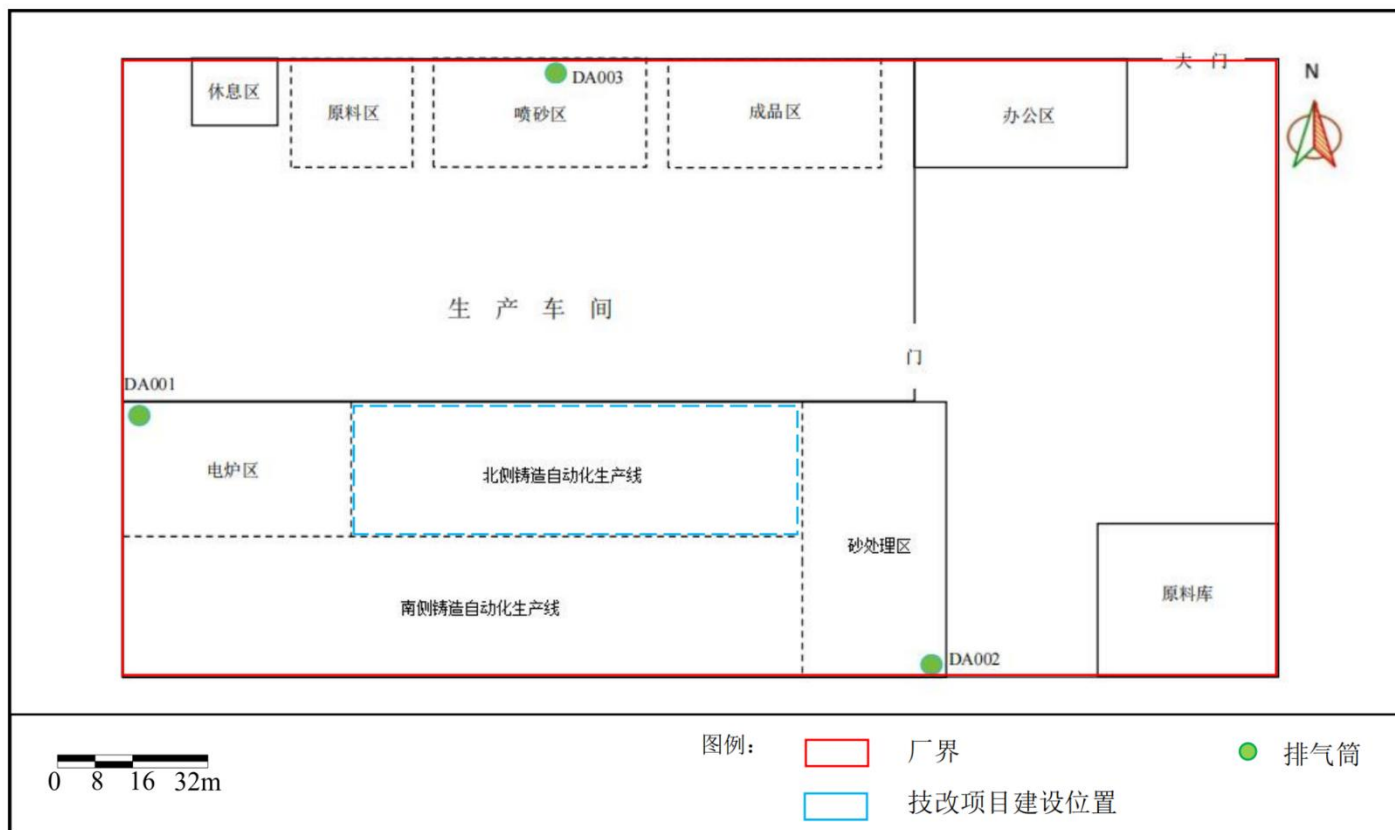 大 门
N
DA003
休息区
原料区
喷砂区
成品区
办公区
生 产 车 间
门
DA001
电炉区
北侧铸造自动化生产线
砂处理区
原料库
南侧铸造自动化生产线
DA002
图例：
厂界
排气筒
0 8 16 32m
技改项目建设位置